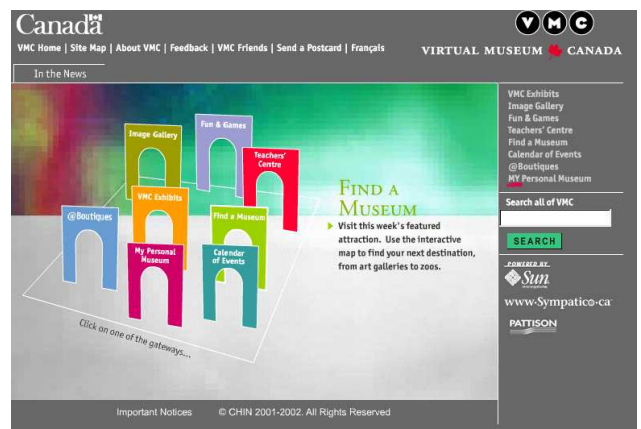 Canada
VMC
VMC Home | Site Map | About VMC | Feedback | VMC Friends | Send a Postcard | Français
VIRTUAL MUSEUM CANADA
In the News
Image Gallery
Fun & Games
Teachers'
Centre
VMC Exhibits
@Boutiques
Find a Museum
My Personal
Museum
Calendar
of Events
Click on one of the gateways...
FIND A
MUSEUM
Visit this week's featured
attraction. Use the interactive
map to find your next destination,
from art galleries to zoos.
VMC Exhibits
Image Gallery
Fun & Games
Teachers' Centre
Find a Museum
Calendar of Events
@Boutiques
MY Personal Museum
Search all of VMC
SEARCH
POWERED BY
Sun
www.Sympatico.ca
PATTISON
Important Notices © CHIN 2001-2002. All Rights Reserved